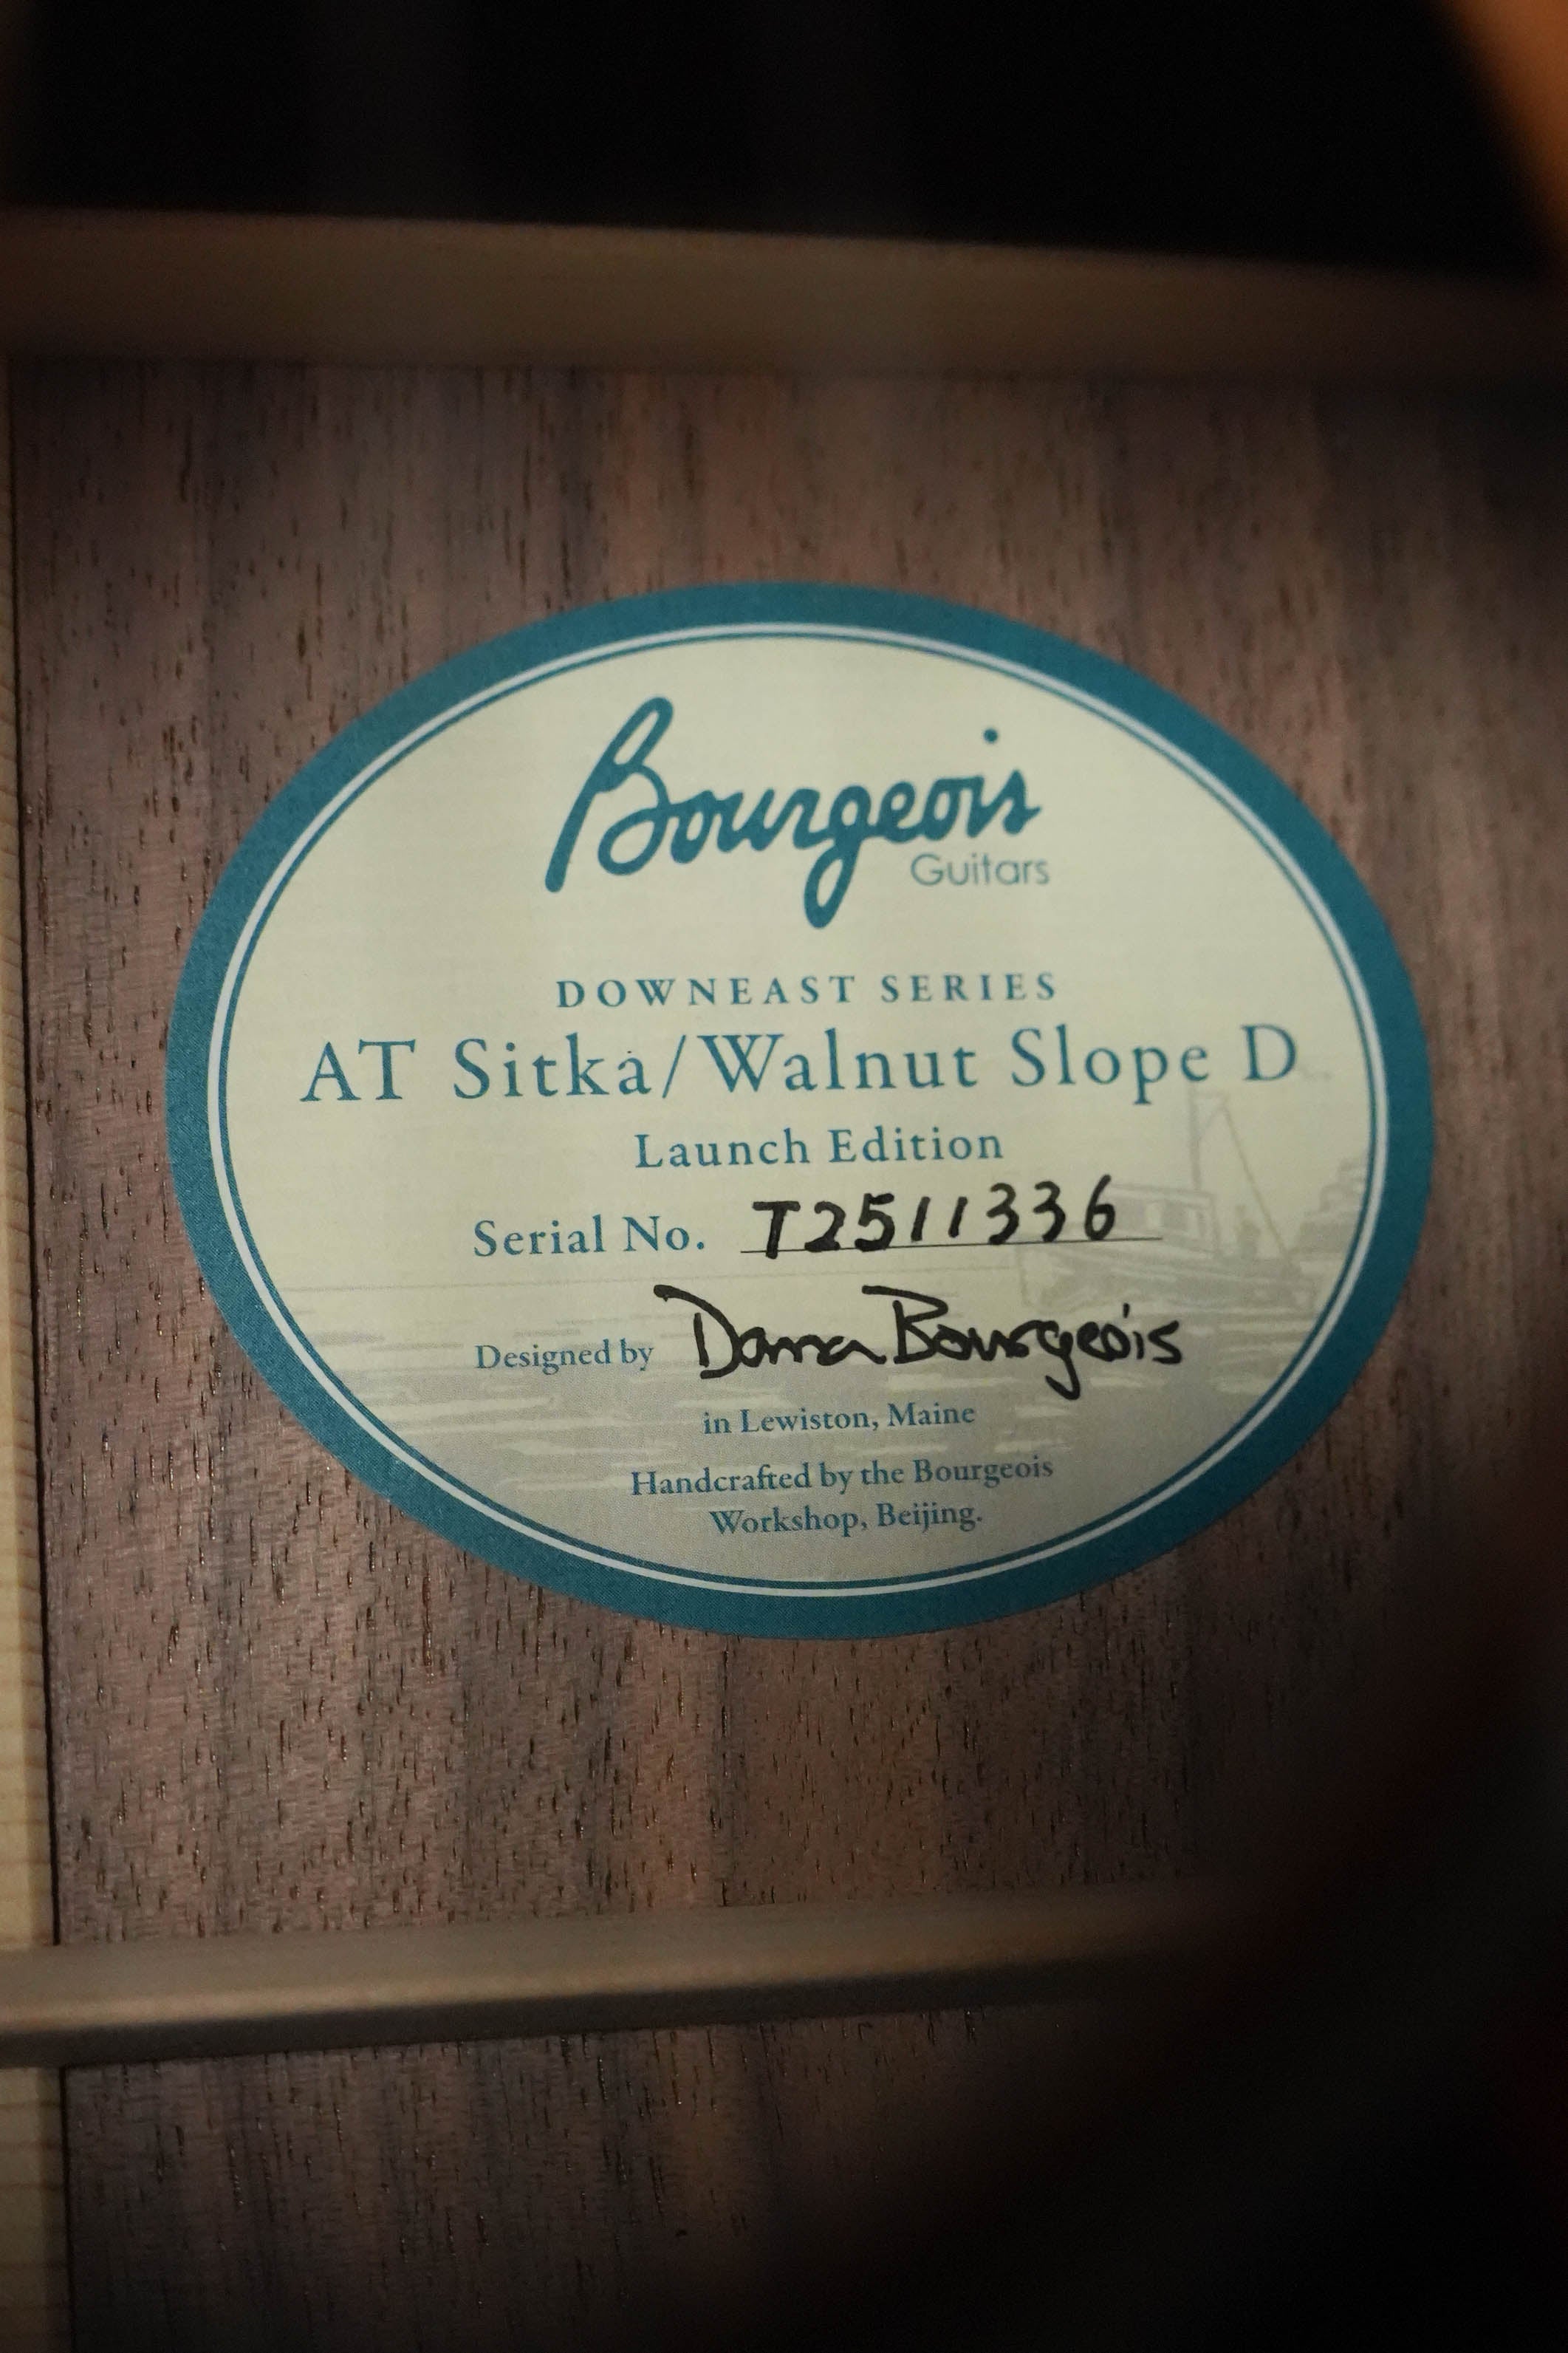 Bourgeois
Guitars
DOWNEAST SERIES
AT Sitka/Walnut Slope D
Launch Edition
Serial No. T2511336
Designed by Dana Bourgeois
in Lewiston, Maine
Handcrafted by the Bourgeois
Workshop, Beijing.